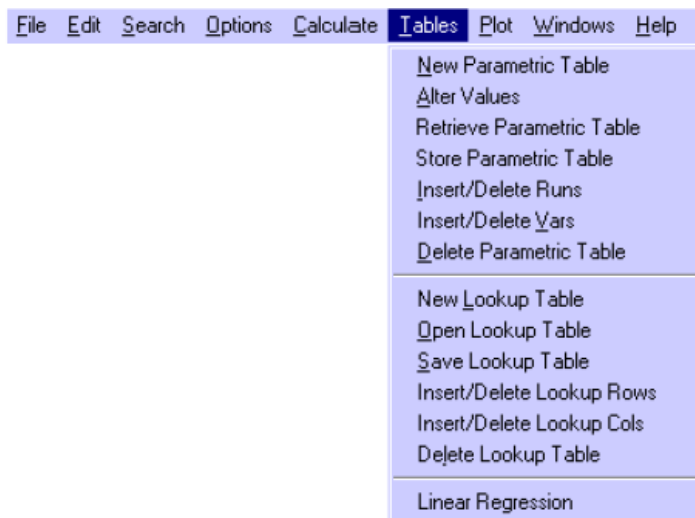 File Edit Search Options Calculate Tables Plot Windows Help
New Parametric Table
Alter Values
Retrieve Parametric Table
Store Parametric Table
Insert/Delete Runs
Insert/Delete Vars
Delete Parametric Table
New Lookup Table
Open Lookup Table
Save Lookup Table
Insert/Delete Lookup Rows
Insert/Delete Lookup Cols
Delete Lookup Table
Linear Regression